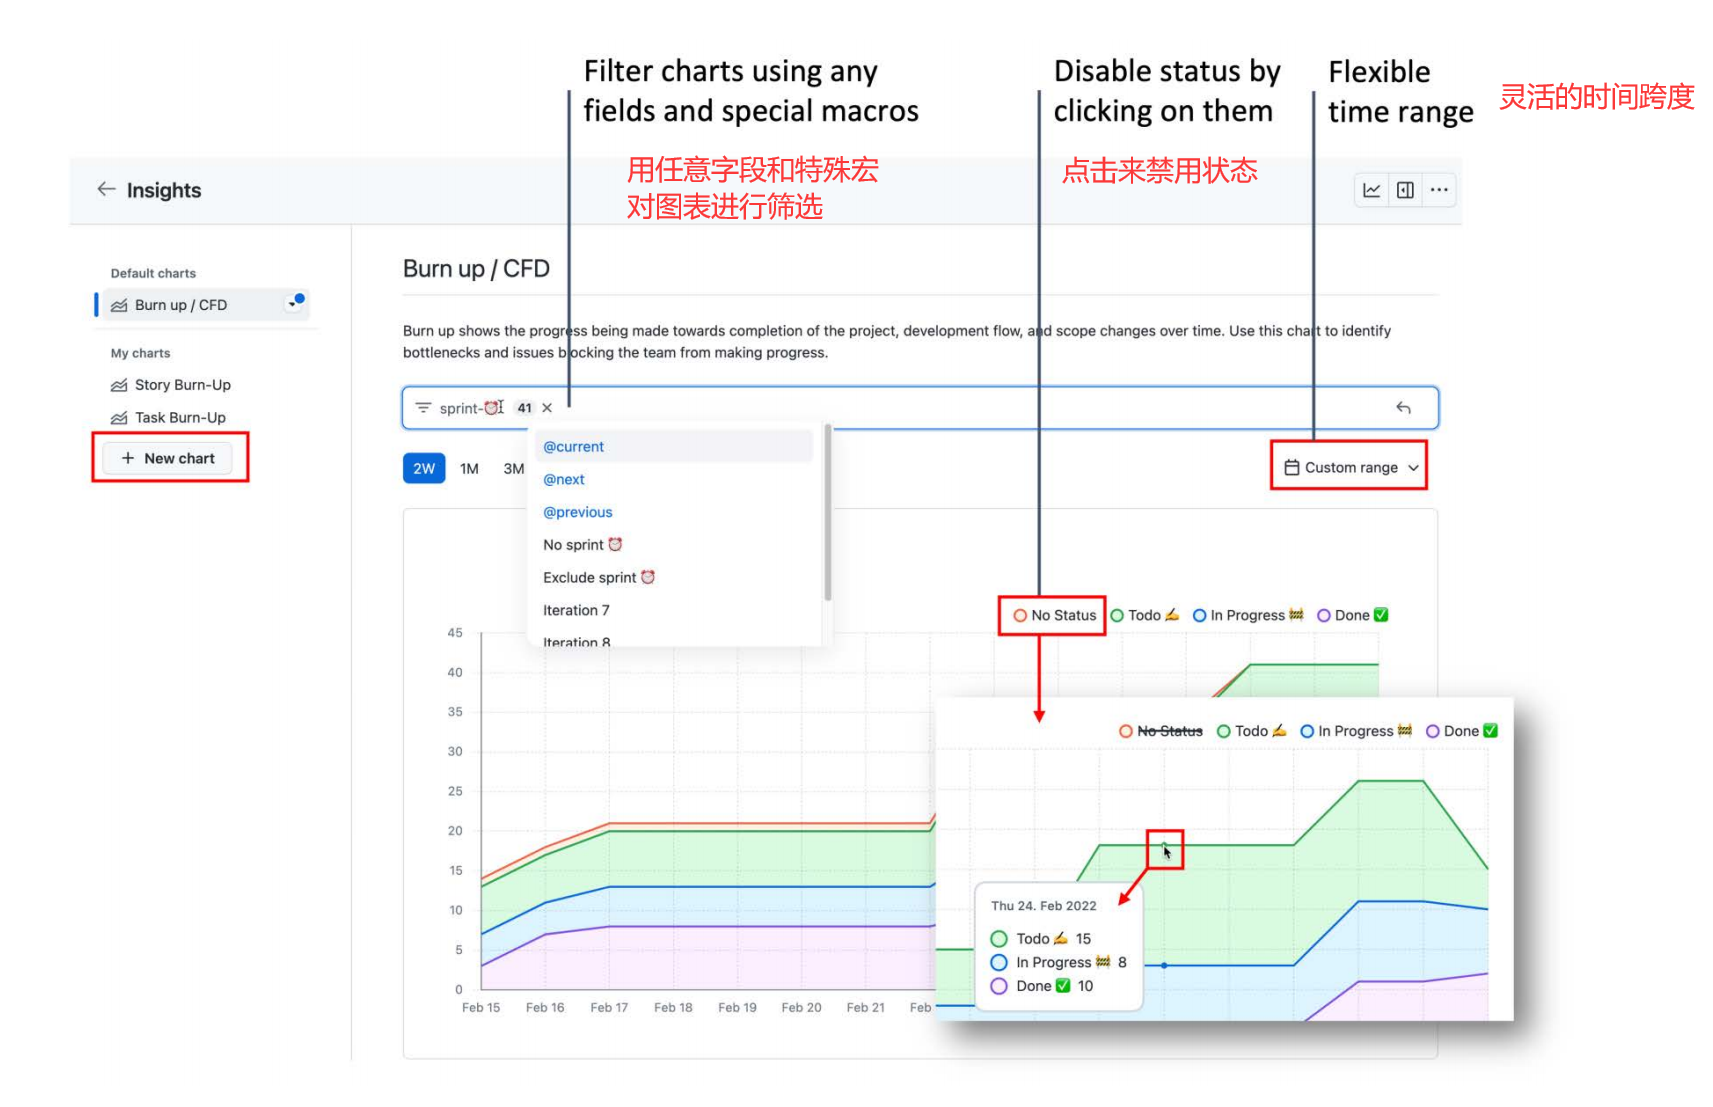 Filter charts using any
fields and special macros
Disable status by
clicking on them
Flexible
time range
灵活的时间跨度
用任意字段和特殊宏
对图表进行筛选
点击来禁用状态
← Insights
Default charts
Burn up / CFD
My charts
Story Burn-Up
Task Burn-Up
+ New chart
Burn up / CFD
Burn up shows the progress being made towards completion of the project, development flow, and scope changes over time. Use this chart to identify
bottlenecks and issues blocking the team from making progress.
sprint-⏰ 41 ×
@current
@next
@previous
No sprint ⏰
Exclude sprint ⏰
Iteration 7
Iteration 8
2W 1M 3M
Custom range
No Status Todo ✍ In Progress 🚧 Done ✅
45
40
35
30
25
20
15
10
5
0
Feb 15 Feb 16 Feb 17 Feb 18 Feb 19 Feb 20 Feb 21 Feb
No Status Todo ✍ In Progress 🚧 Done ✅
Thu 24. Feb 2022
Todo ✍ 15
In Progress 🚧 8
Done ✅ 10